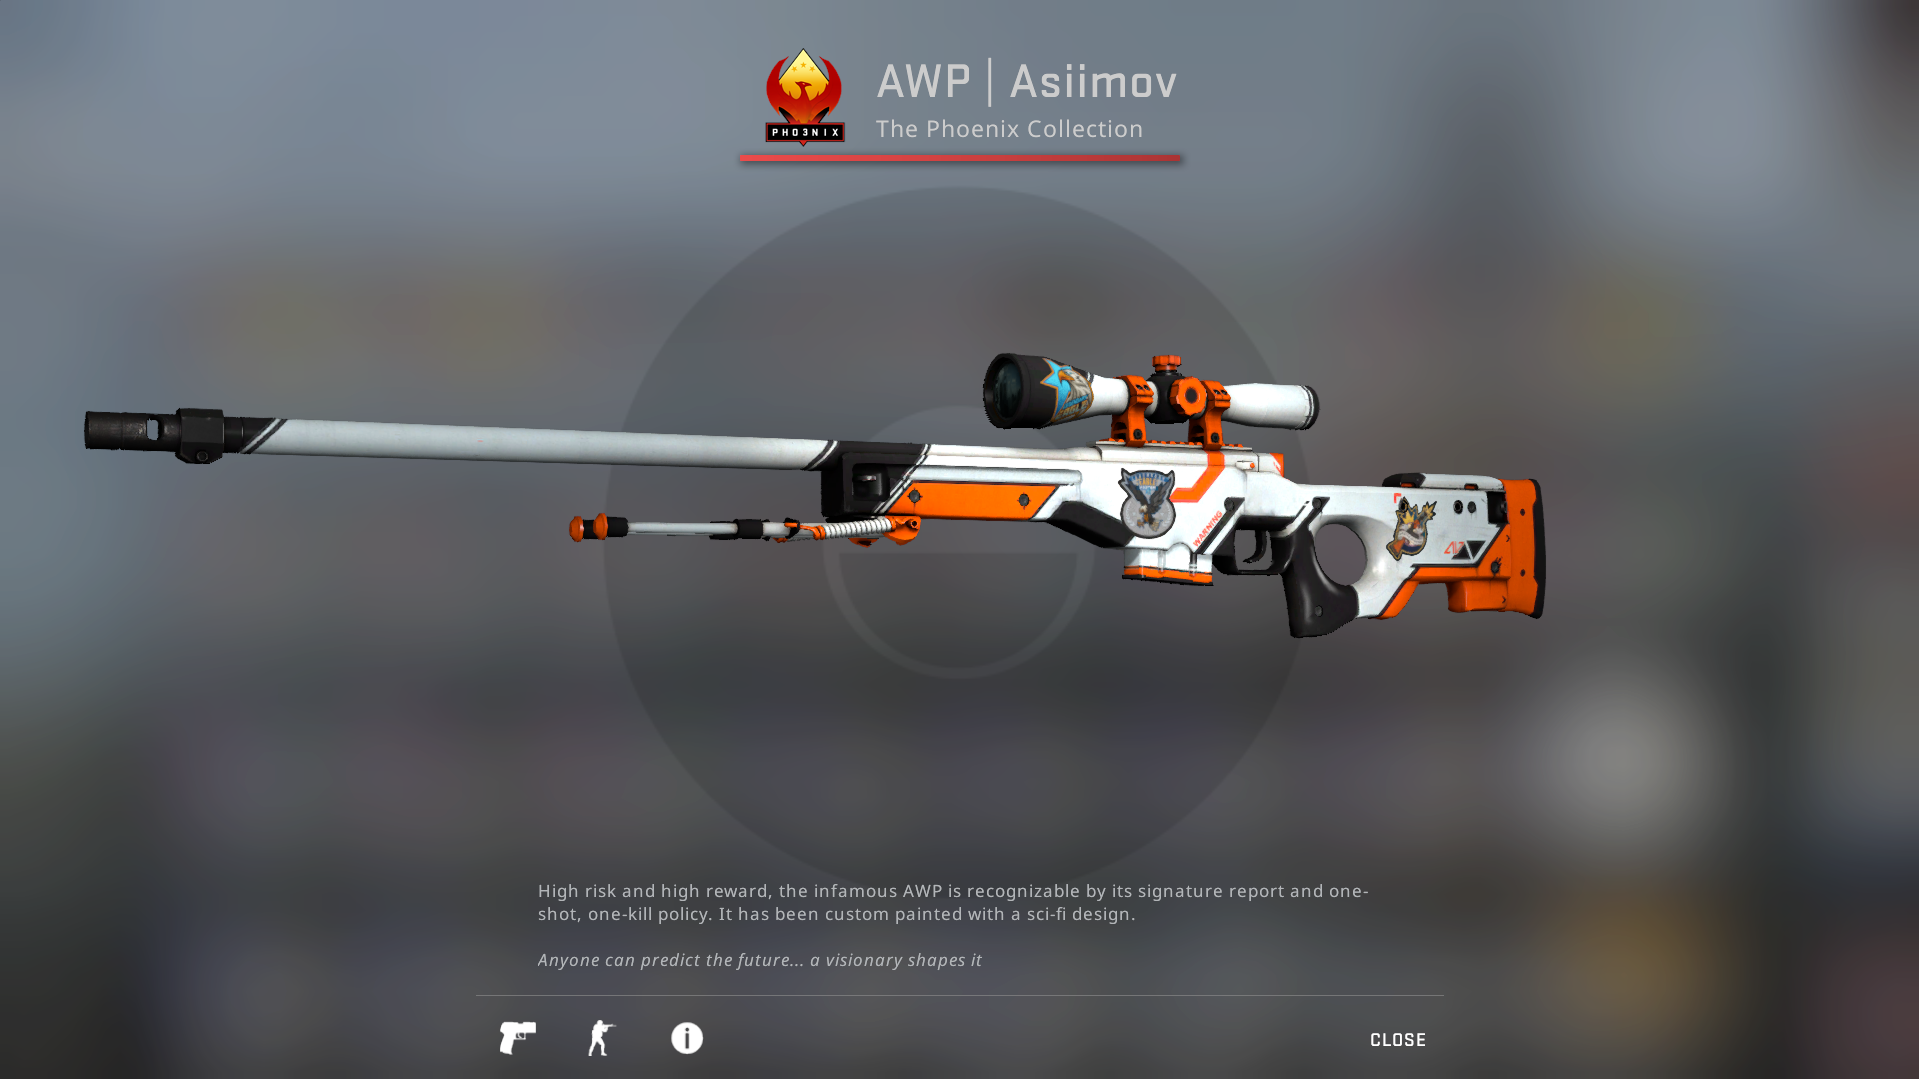 AWP | Asiimov
PHO3NIX
The Phoenix Collection
WARNING
High risk and high reward, the infamous AWP is recognizable by its signature report and one-
shot, one-kill policy. It has been custom painted with a sci-fi design.
Anyone can predict the future... a visionary shapes it
CLOSE